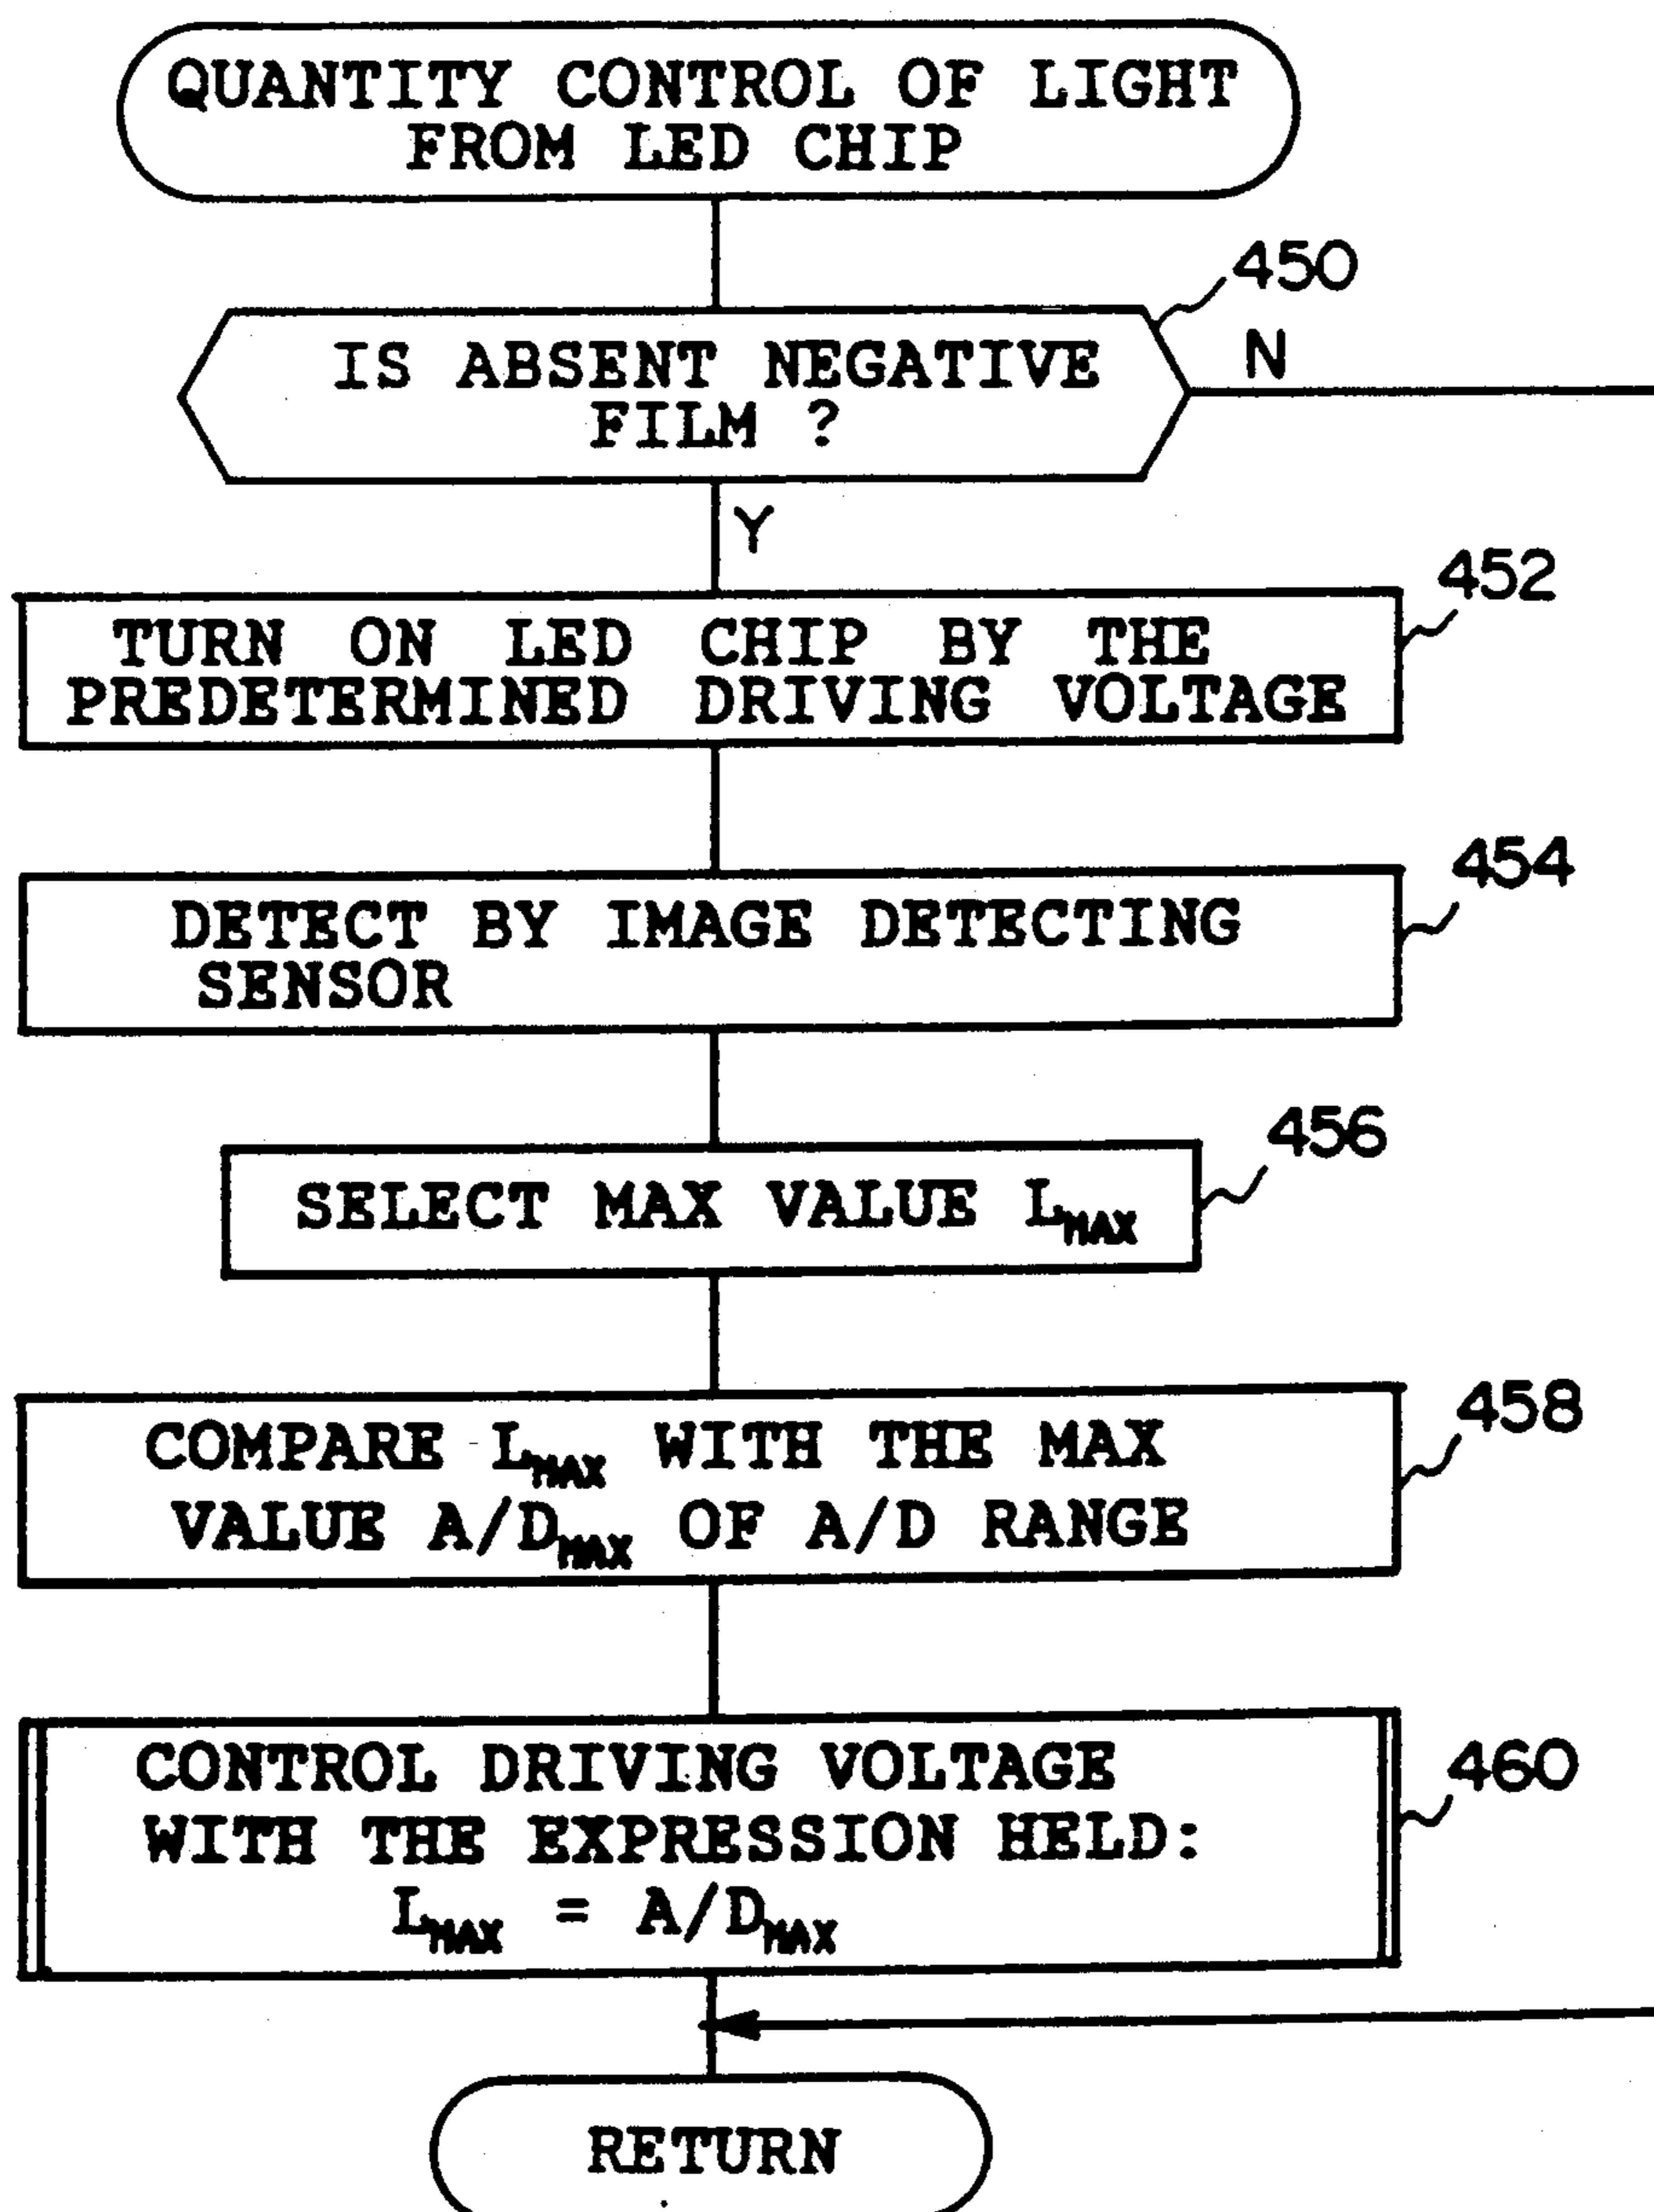 QUANTITY CONTROL OF LIGHT
FROM LED CHIP
450
IS ABSENT NEGATIVE
FILM ?
N
Y
452
TURN ON LED CHIP BY THE
PREDETERMINED DRIVING VOLTAGE
454
DETECT BY IMAGE DETECTING
SENSOR
456
SELECT MAX VALUE LMAX
458
COMPARE LMAX WITH THE MAX
VALUE A/DMAX OF A/D RANGE
460
CONTROL DRIVING VOLTAGE
WITH THE EXPRESSION HELD:
LMAX = A/DMAX
RETURN